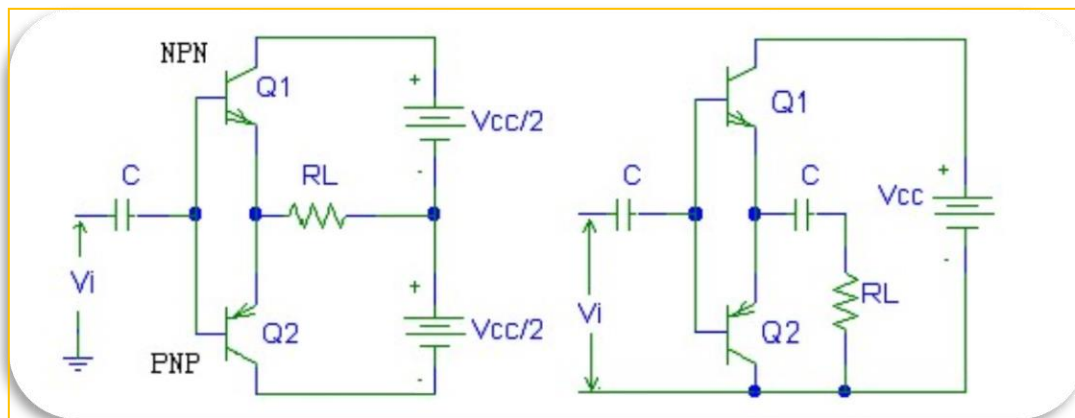 NPN
Q1
+
Vcc/2
-
C
RL
Vi
+
Q2
Vcc/2
PNP
-
Q1
C
C
+
Vcc
-
Vi
RL
Q2